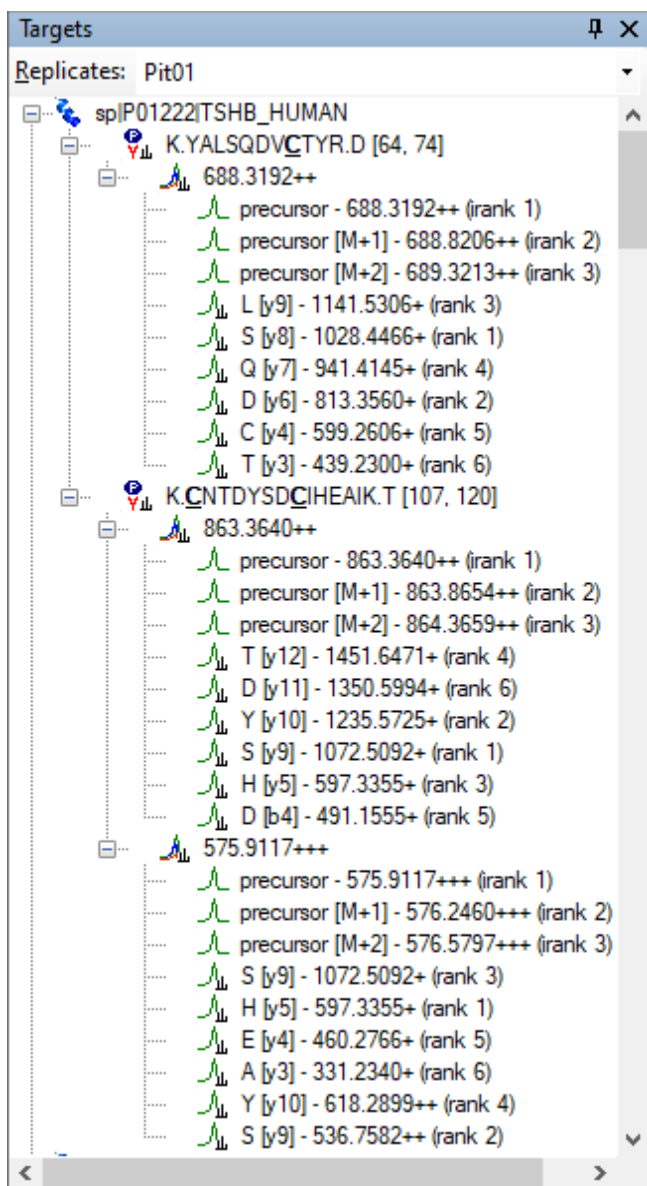 Targets
Replicates: Pit01
sp|P01222|TSHB_HUMAN
K.YALSQDVCTYR.D [64, 74]
688.3192++
precursor - 688.3192++ (irank 1)
precursor [M+1] - 688.8206++ (irank 2)
precursor [M+2] - 689.3213++ (irank 3)
L [y9] - 1141.5306+ (rank 3)
S [y8] - 1028.4466+ (rank 1)
Q [y7] - 941.4145+ (rank 4)
D [y6] - 813.3560+ (rank 2)
C [y4] - 599.2606+ (rank 5)
T [y3] - 439.2300+ (rank 6)
K.CNTDYSDCIHEAIK.T [107, 120]
863.3640++
precursor - 863.3640++ (irank 1)
precursor [M+1] - 863.8654++ (irank 2)
precursor [M+2] - 864.3659++ (irank 3)
T [y12] - 1451.6471+ (rank 4)
D [y11] - 1350.5994+ (rank 6)
Y [y10] - 1235.5725+ (rank 2)
S [y9] - 1072.5092+ (rank 1)
H [y5] - 597.3355+ (rank 3)
D [b4] - 491.1555+ (rank 5)
575.9117+++
precursor - 575.9117+++ (irank 1)
precursor [M+1] - 576.2460+++ (irank 2)
precursor [M+2] - 576.5797+++ (irank 3)
S [y9] - 1072.5092+ (rank 3)
H [y5] - 597.3355+ (rank 1)
E [y4] - 460.2766+ (rank 5)
A [y3] - 331.2340+ (rank 6)
Y [y10] - 618.2899++ (rank 4)
S [y9] - 536.7582++ (rank 2)